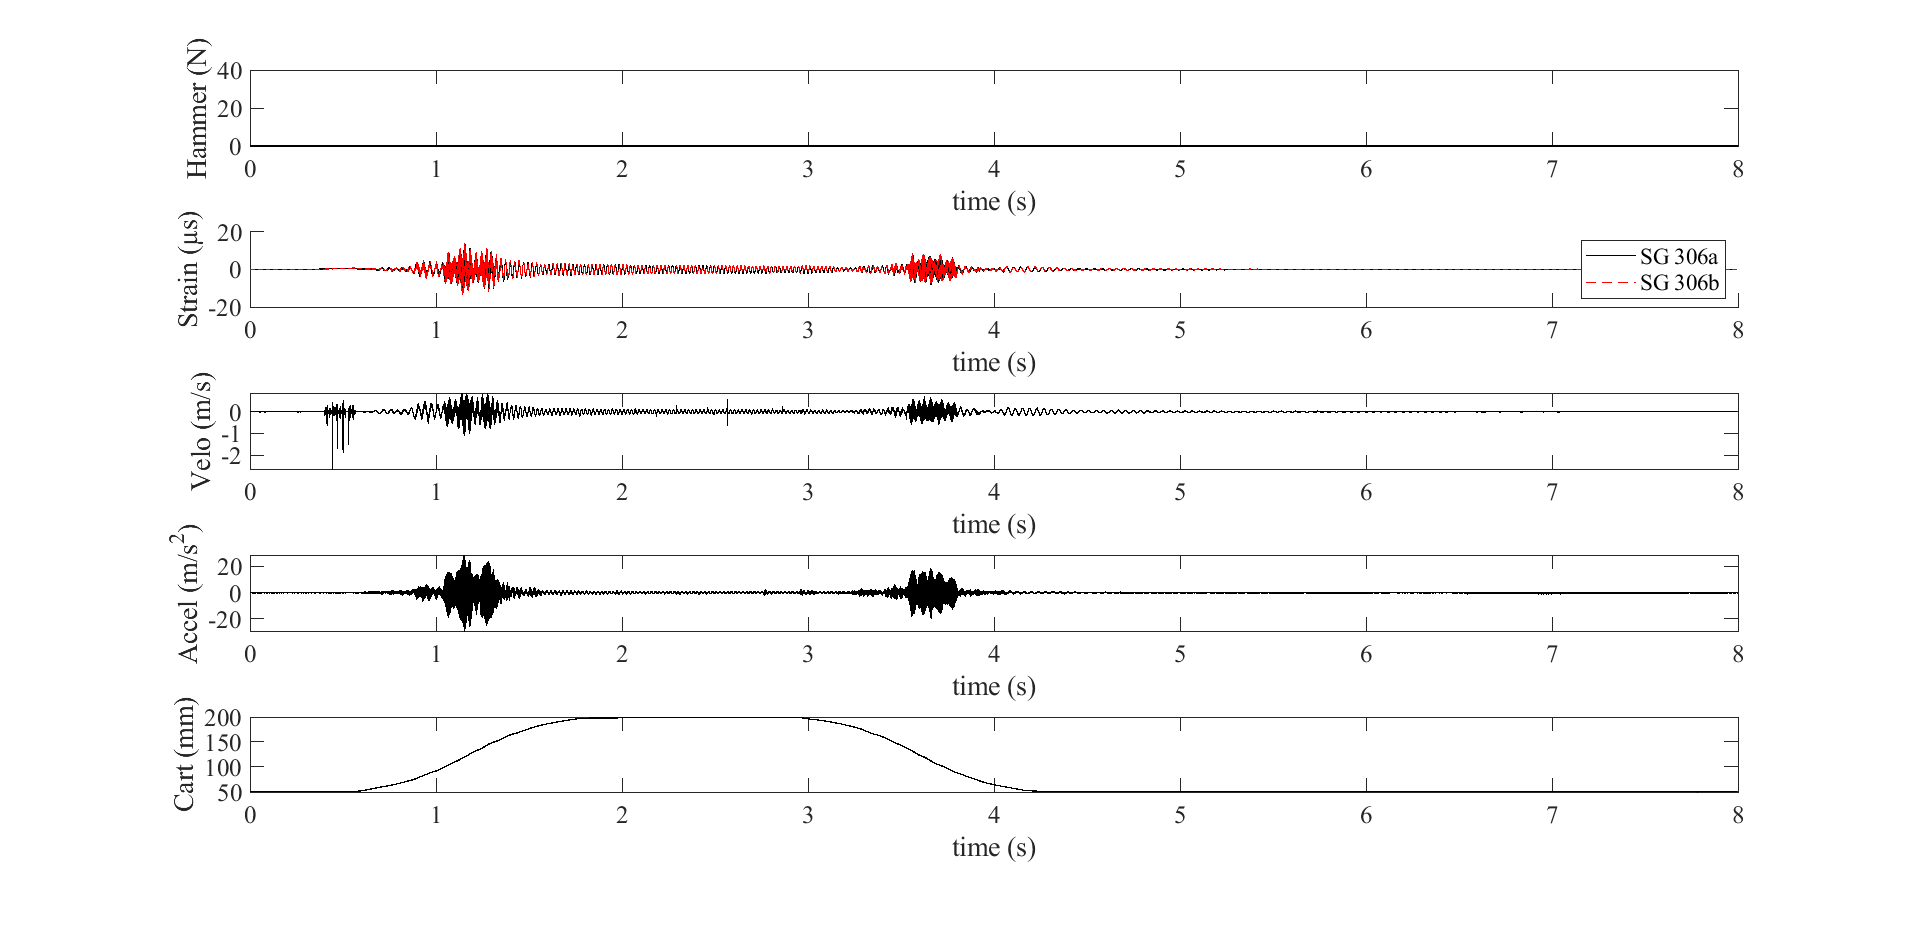 Hammer (N)
40
20
0
0 1 2 3 4 5 6 7 8
time (s)
Strain (μs)
20
0
-20
SG 306a
SG 306b
0 1 2 3 4 5 6 7 8
time (s)
Velo (m/s)
0
-1
-2
0 1 2 3 4 5 6 7 8
time (s)
Accel (m/s²)
20
0
-20
0 1 2 3 4 5 6 7 8
time (s)
Cart (mm)
200
150
100
50
0 1 2 3 4 5 6 7 8
time (s)